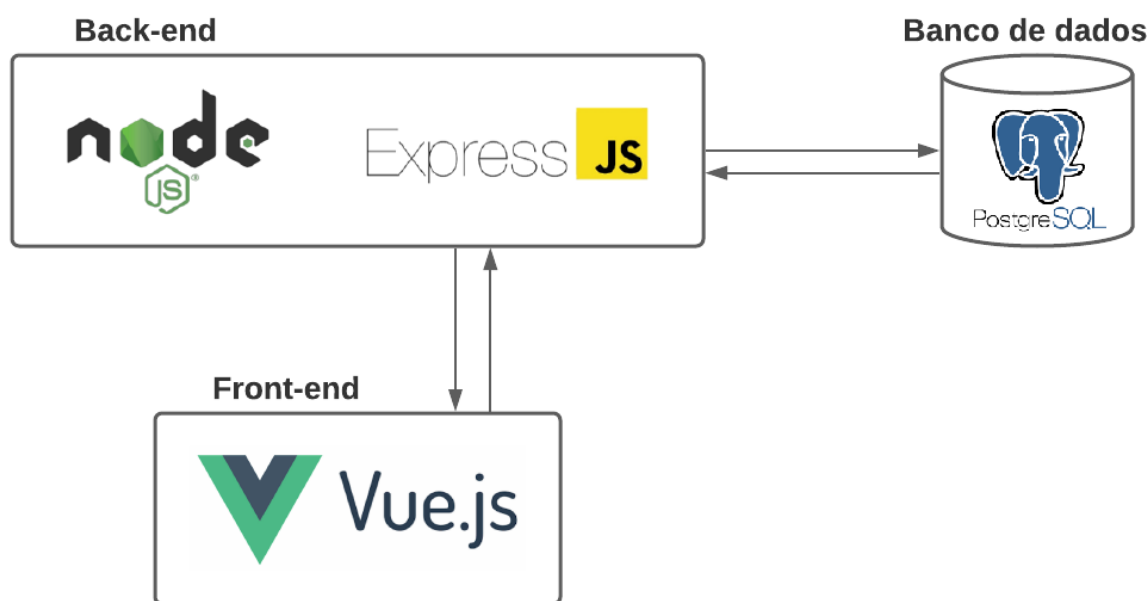 Back-end
Banco de dados
node
JS
Express JS
PostgreSQL
Front-end
Vue.js